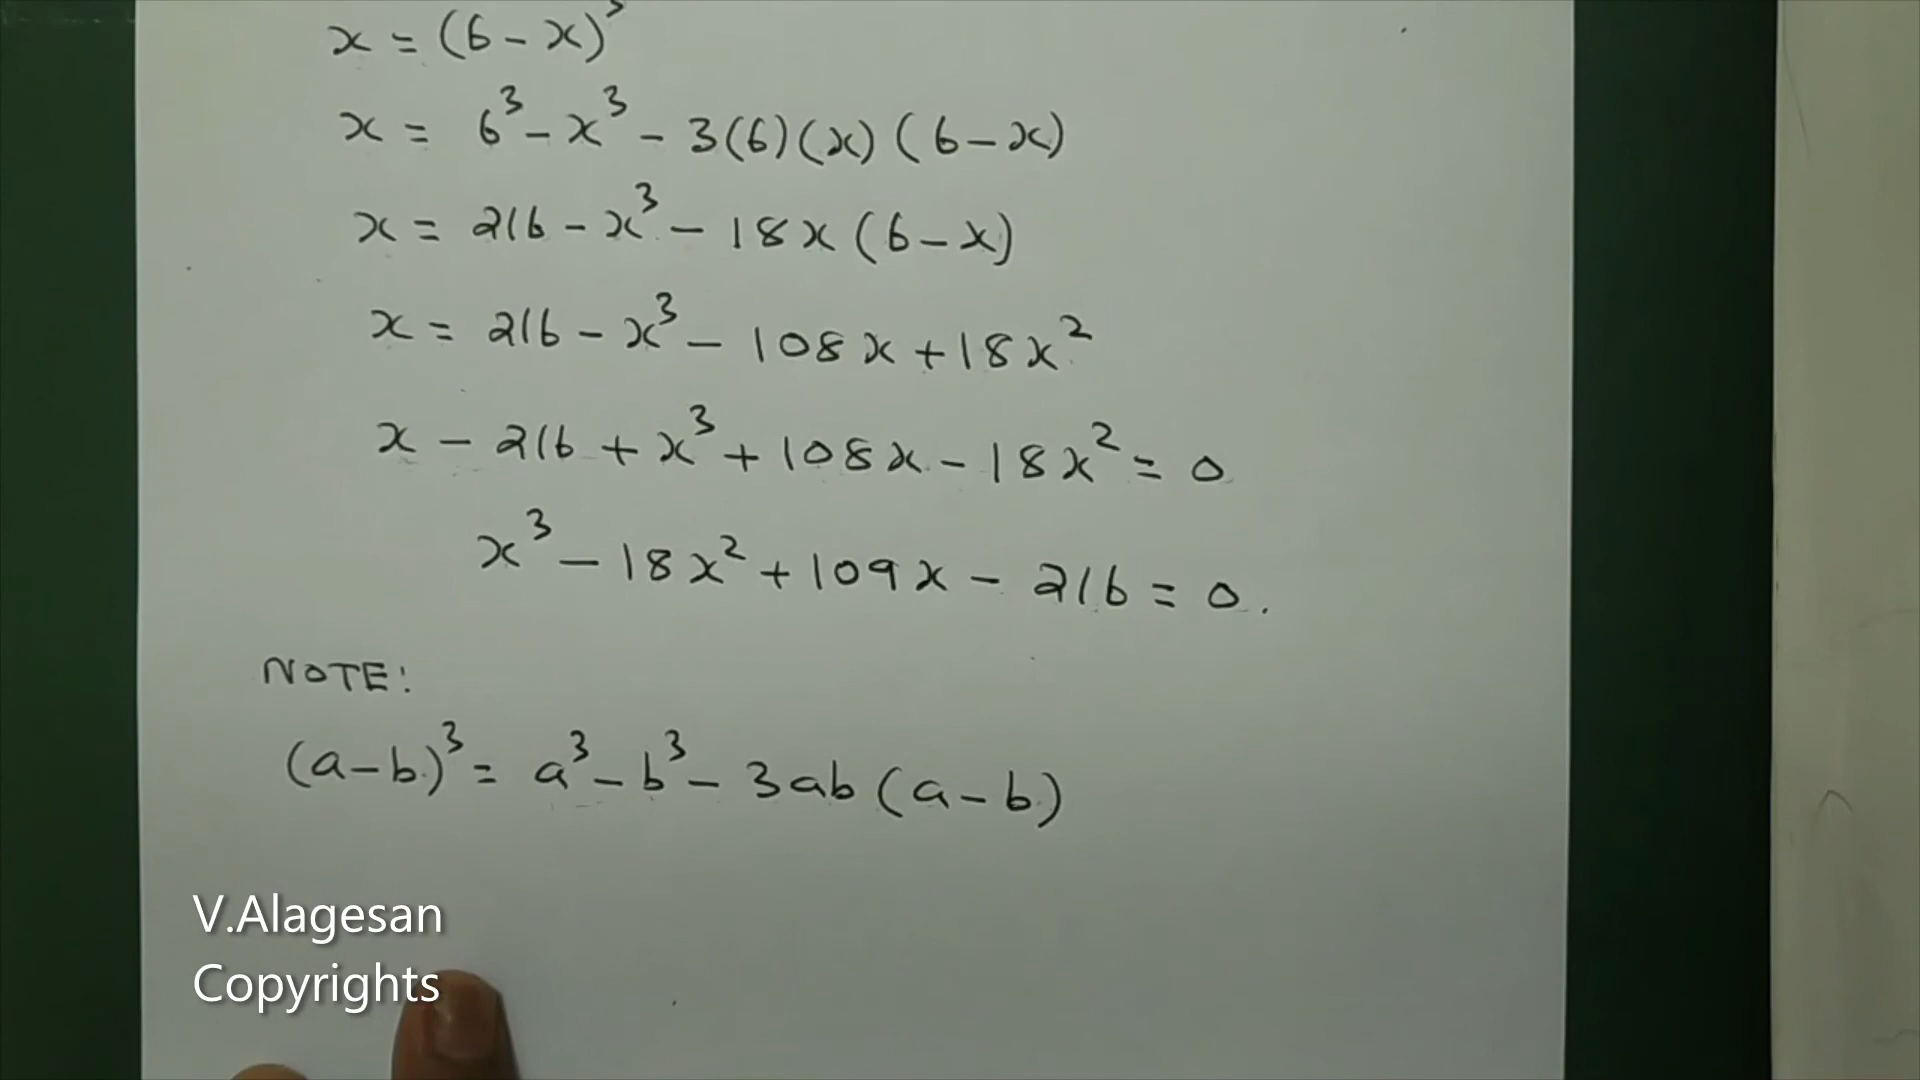 x = (6 - x)³
x = 6³ - x³ - 3(6)(x)(6 - x)
x = 216 - x³ - 18x(6 - x)
x = 216 - x³ - 108x + 18x²
x - 216 + x³ + 108x - 18x² = 0
x³ - 18x² + 109x - 216 = 0.
NOTE:
(a-b)³ = a³ - b³ - 3ab(a - b)
V.Alagesan
Copyrights